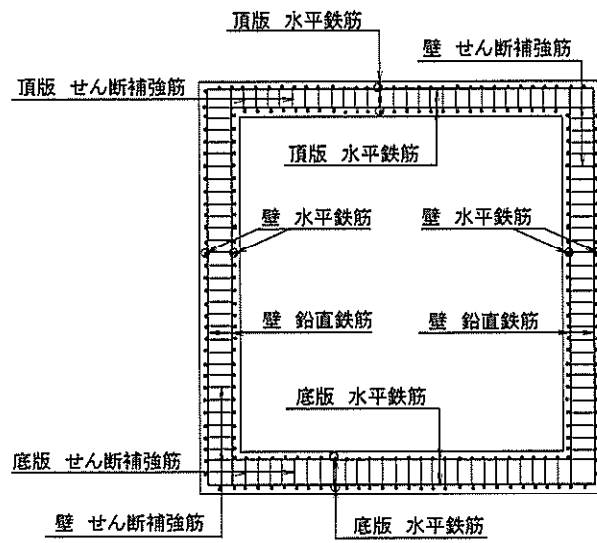 頂版 水平鉄筋
壁 せん断補強筋
頂版 せん断補強筋
頂版 水平鉄筋
壁 水平鉄筋
壁 水平鉄筋
壁 鉛直鉄筋
壁 鉛直鉄筋
底版 水平鉄筋
底版 せん断補強筋
壁 せん断補強筋
底版 水平鉄筋